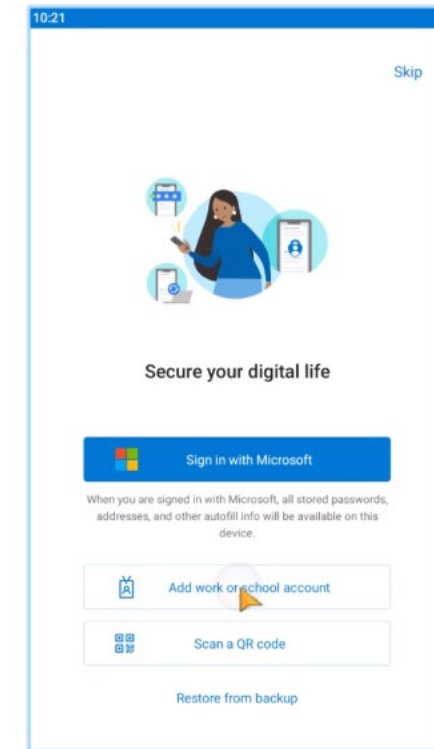 10:21
Skip
Secure your digital life
Sign in with Microsoft
When you are signed in with Microsoft, all stored passwords,
addresses, and other autofill info will be available on this
device.
Add work or school account
Scan a QR code
Restore from backup